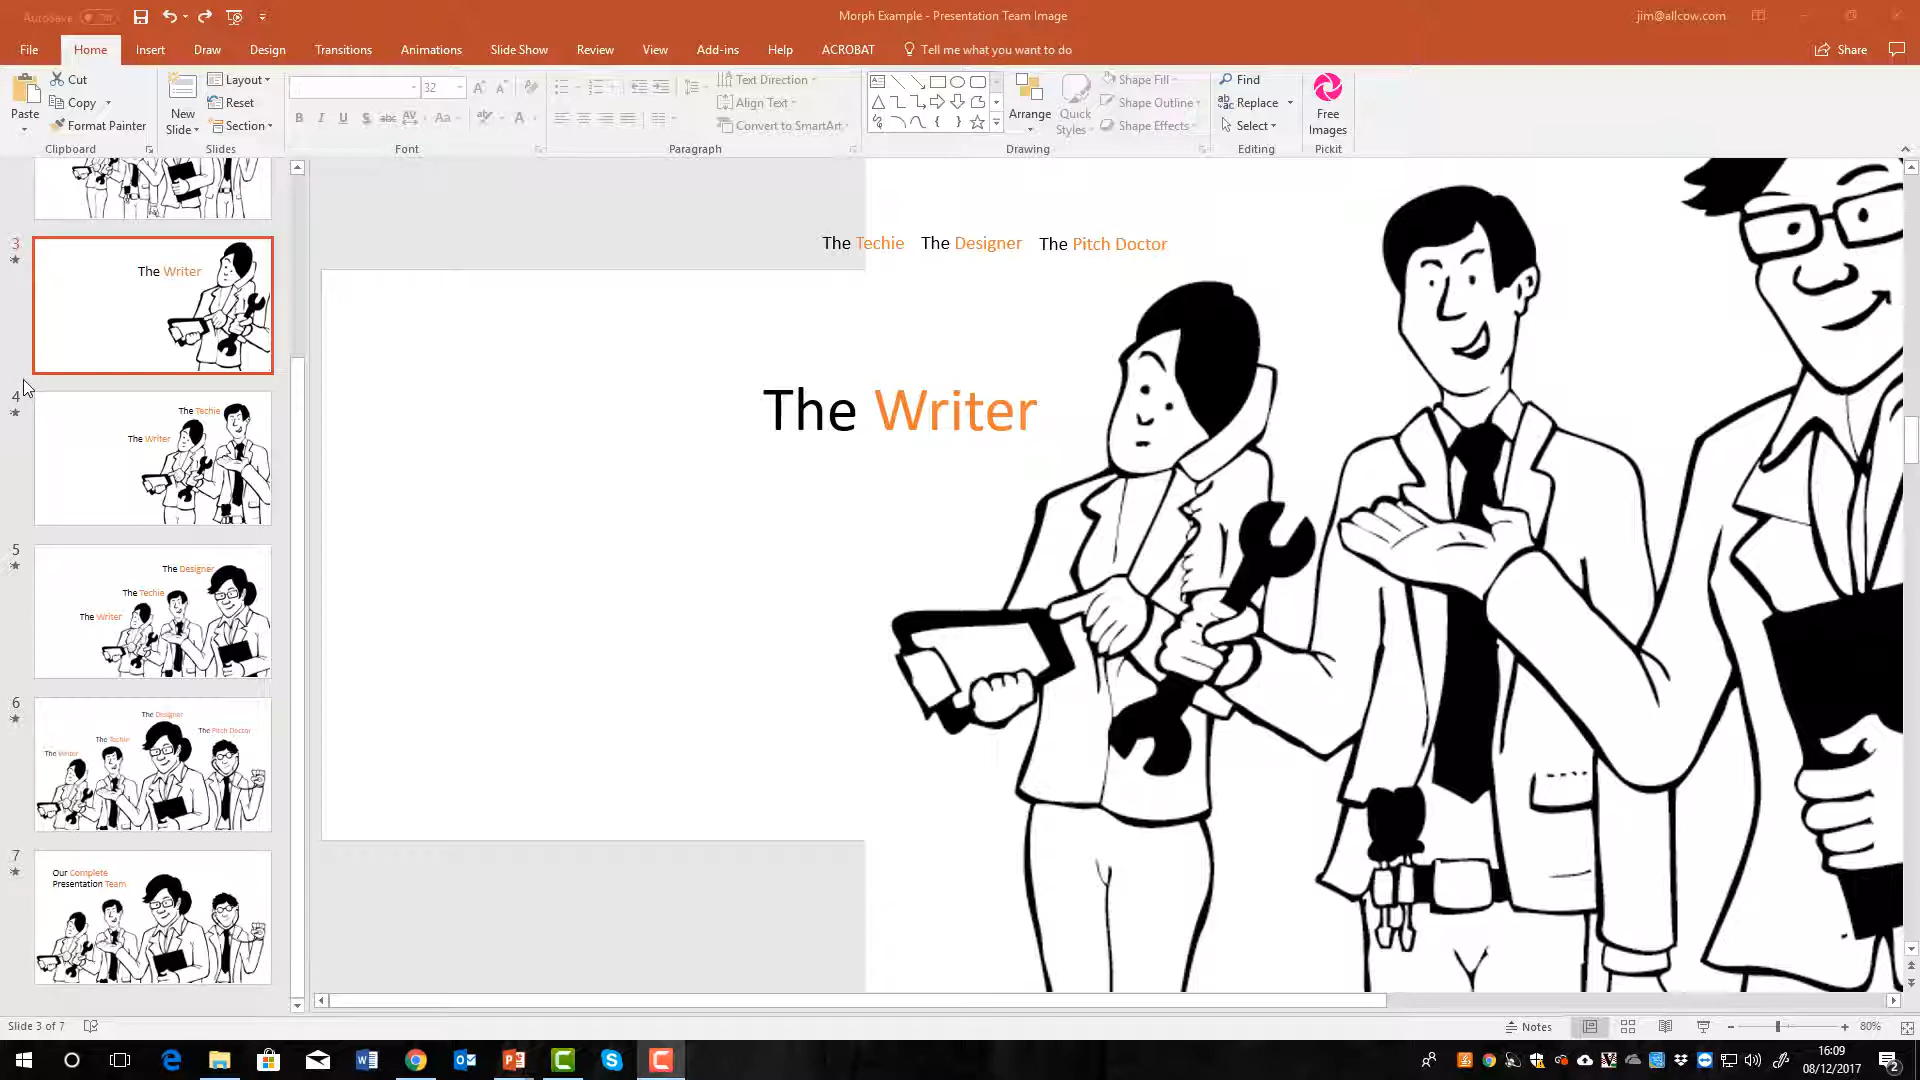 AutoSave Off
Morph Example - Presentation Team Image
jim@allcow.com
File Home Insert Draw Design Transitions Animations Slide Show Review View Add-ins Help ACROBAT Tell me what you want to do Share
Paste
Cut
Copy
Format Painter
Clipboard
New
Slide
Layout
Reset
Section
Slides
32
B I U S abc AV Aa A
Font
Text Direction
Align Text
Convert to SmartArt
Paragraph
Arrange
Quick
Styles
Shape Fill
Shape Outline
Shape Effects
Drawing
Find
Replace
Select
Editing
Free
Images
Pickit
3
The Writer
4
The Techie
The Writer
5
The Designer
The Techie
The Writer
6
The Designer
The Pitch Doctor
The Techie
The Writer
7
Our Complete
Presentation Team
The Techie The Designer The Pitch Doctor
The Writer
Slide 3 of 7
Notes
80%
16:09
08/12/2017
2